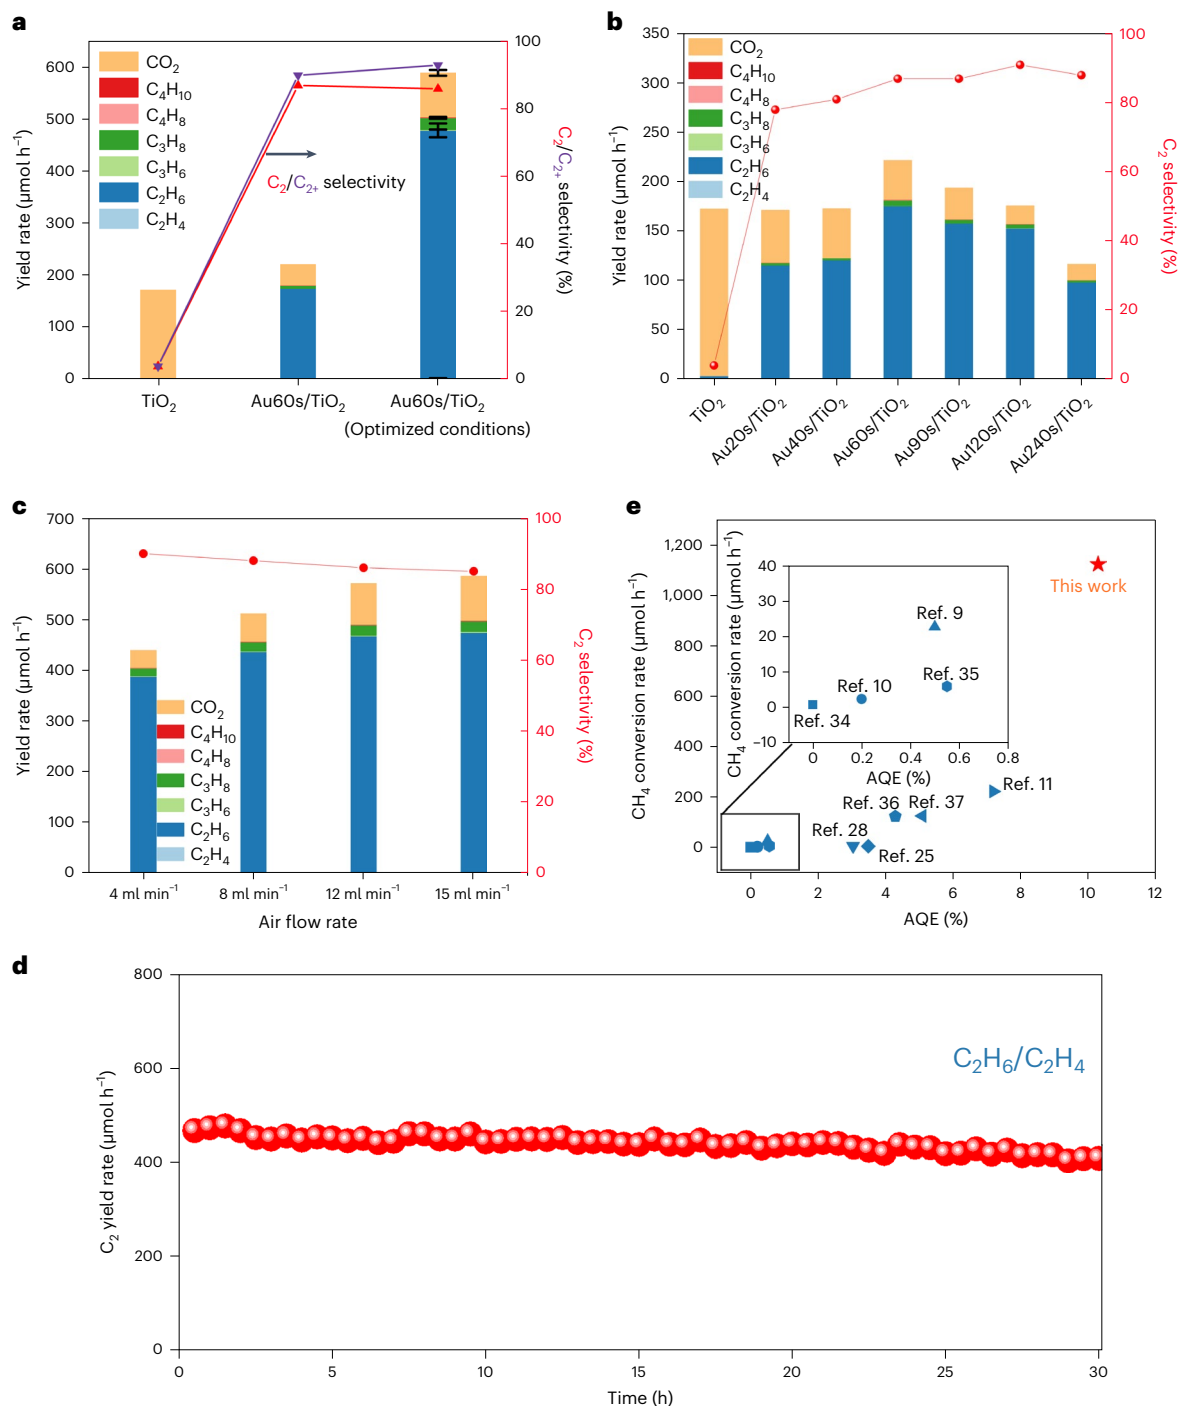 a
600
500
400
300
200
100
0
Yield rate (µmol h⁻¹)
CO₂
C₄H₁₀
C₄H₈
C₃H₈
C₃H₆
C₂H₆
C₂H₄
C₂/C₂₊ selectivity
100
80
60
40
20
0
C₂/C₂₊ selectivity (%)
TiO₂
Au60s/TiO₂
Au60s/TiO₂
(Optimized conditions)
b
350
300
250
200
150
100
50
0
Yield rate (µmol h⁻¹)
CO₂
C₄H₁₀
C₄H₈
C₃H₈
C₃H₆
C₂H₆
C₂H₄
100
80
60
40
20
0
C₂ selectivity (%)
TiO₂
Au20s/TiO₂
Au40s/TiO₂
Au60s/TiO₂
Au90s/TiO₂
Au120s/TiO₂
Au240s/TiO₂
c
700
600
500
400
300
200
100
0
Yield rate (µmol h⁻¹)
CO₂
C₄H₁₀
C₄H₈
C₃H₈
C₃H₆
C₂H₆
C₂H₄
100
80
60
40
20
0
C₂ selectivity (%)
4 ml min⁻¹
8 ml min⁻¹
12 ml min⁻¹
15 ml min⁻¹
Air flow rate
e
1,200
1,000
800
600
400
200
0
CH₄ conversion rate (µmol h⁻¹)
This work
CH₄ conversion rate (µmol h⁻¹)
40
30
20
10
0
−10
Ref. 9
Ref. 35
Ref. 10
Ref. 34
0
0.2
0.4
0.6
0.8
AQE (%)
Ref. 11
Ref. 36
Ref. 37
Ref. 28
Ref. 25
0
2
4
6
8
10
12
AQE (%)
d
800
600
400
200
0
C₂ yield rate (µmol h⁻¹)
C₂H₆/C₂H₄
0
5
10
15
20
25
30
Time (h)